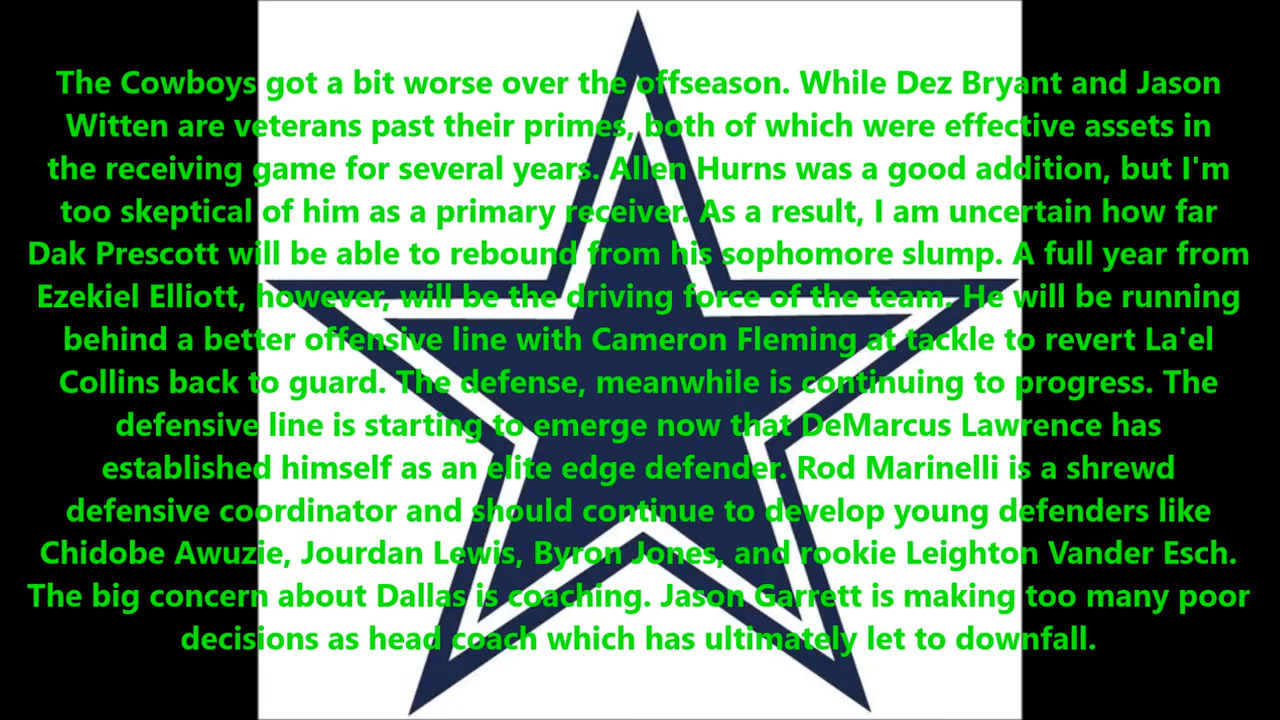 The Cowboys got a bit worse over the offseason. While Dez Bryant and Jason
Witten are veterans past their primes, both of which were effective assets in
the receiving game for several years. Allen Hurns was a good addition, but I'm
too skeptical of him as a primary receiver. As a result, I am uncertain how far
Dak Prescott will be able to rebound from his sophomore slump. A full year from
Ezekiel Elliott, however, will be the driving force of the team. He will be running
behind a better offensive line with Cameron Fleming at tackle to revert La'el
Collins back to guard. The defense, meanwhile is continuing to progress. The
defensive line is starting to emerge now that DeMarcus Lawrence has
established himself as an elite edge defender. Rod Marinelli is a shrewd
defensive coordinator and should continue to develop young defenders like
Chidobe Awuzie, Jourdan Lewis, Byron Jones, and rookie Leighton Vander Esch.
The big concern about Dallas is coaching. Jason Garrett is making too many poor
decisions as head coach which has ultimately let to downfall.